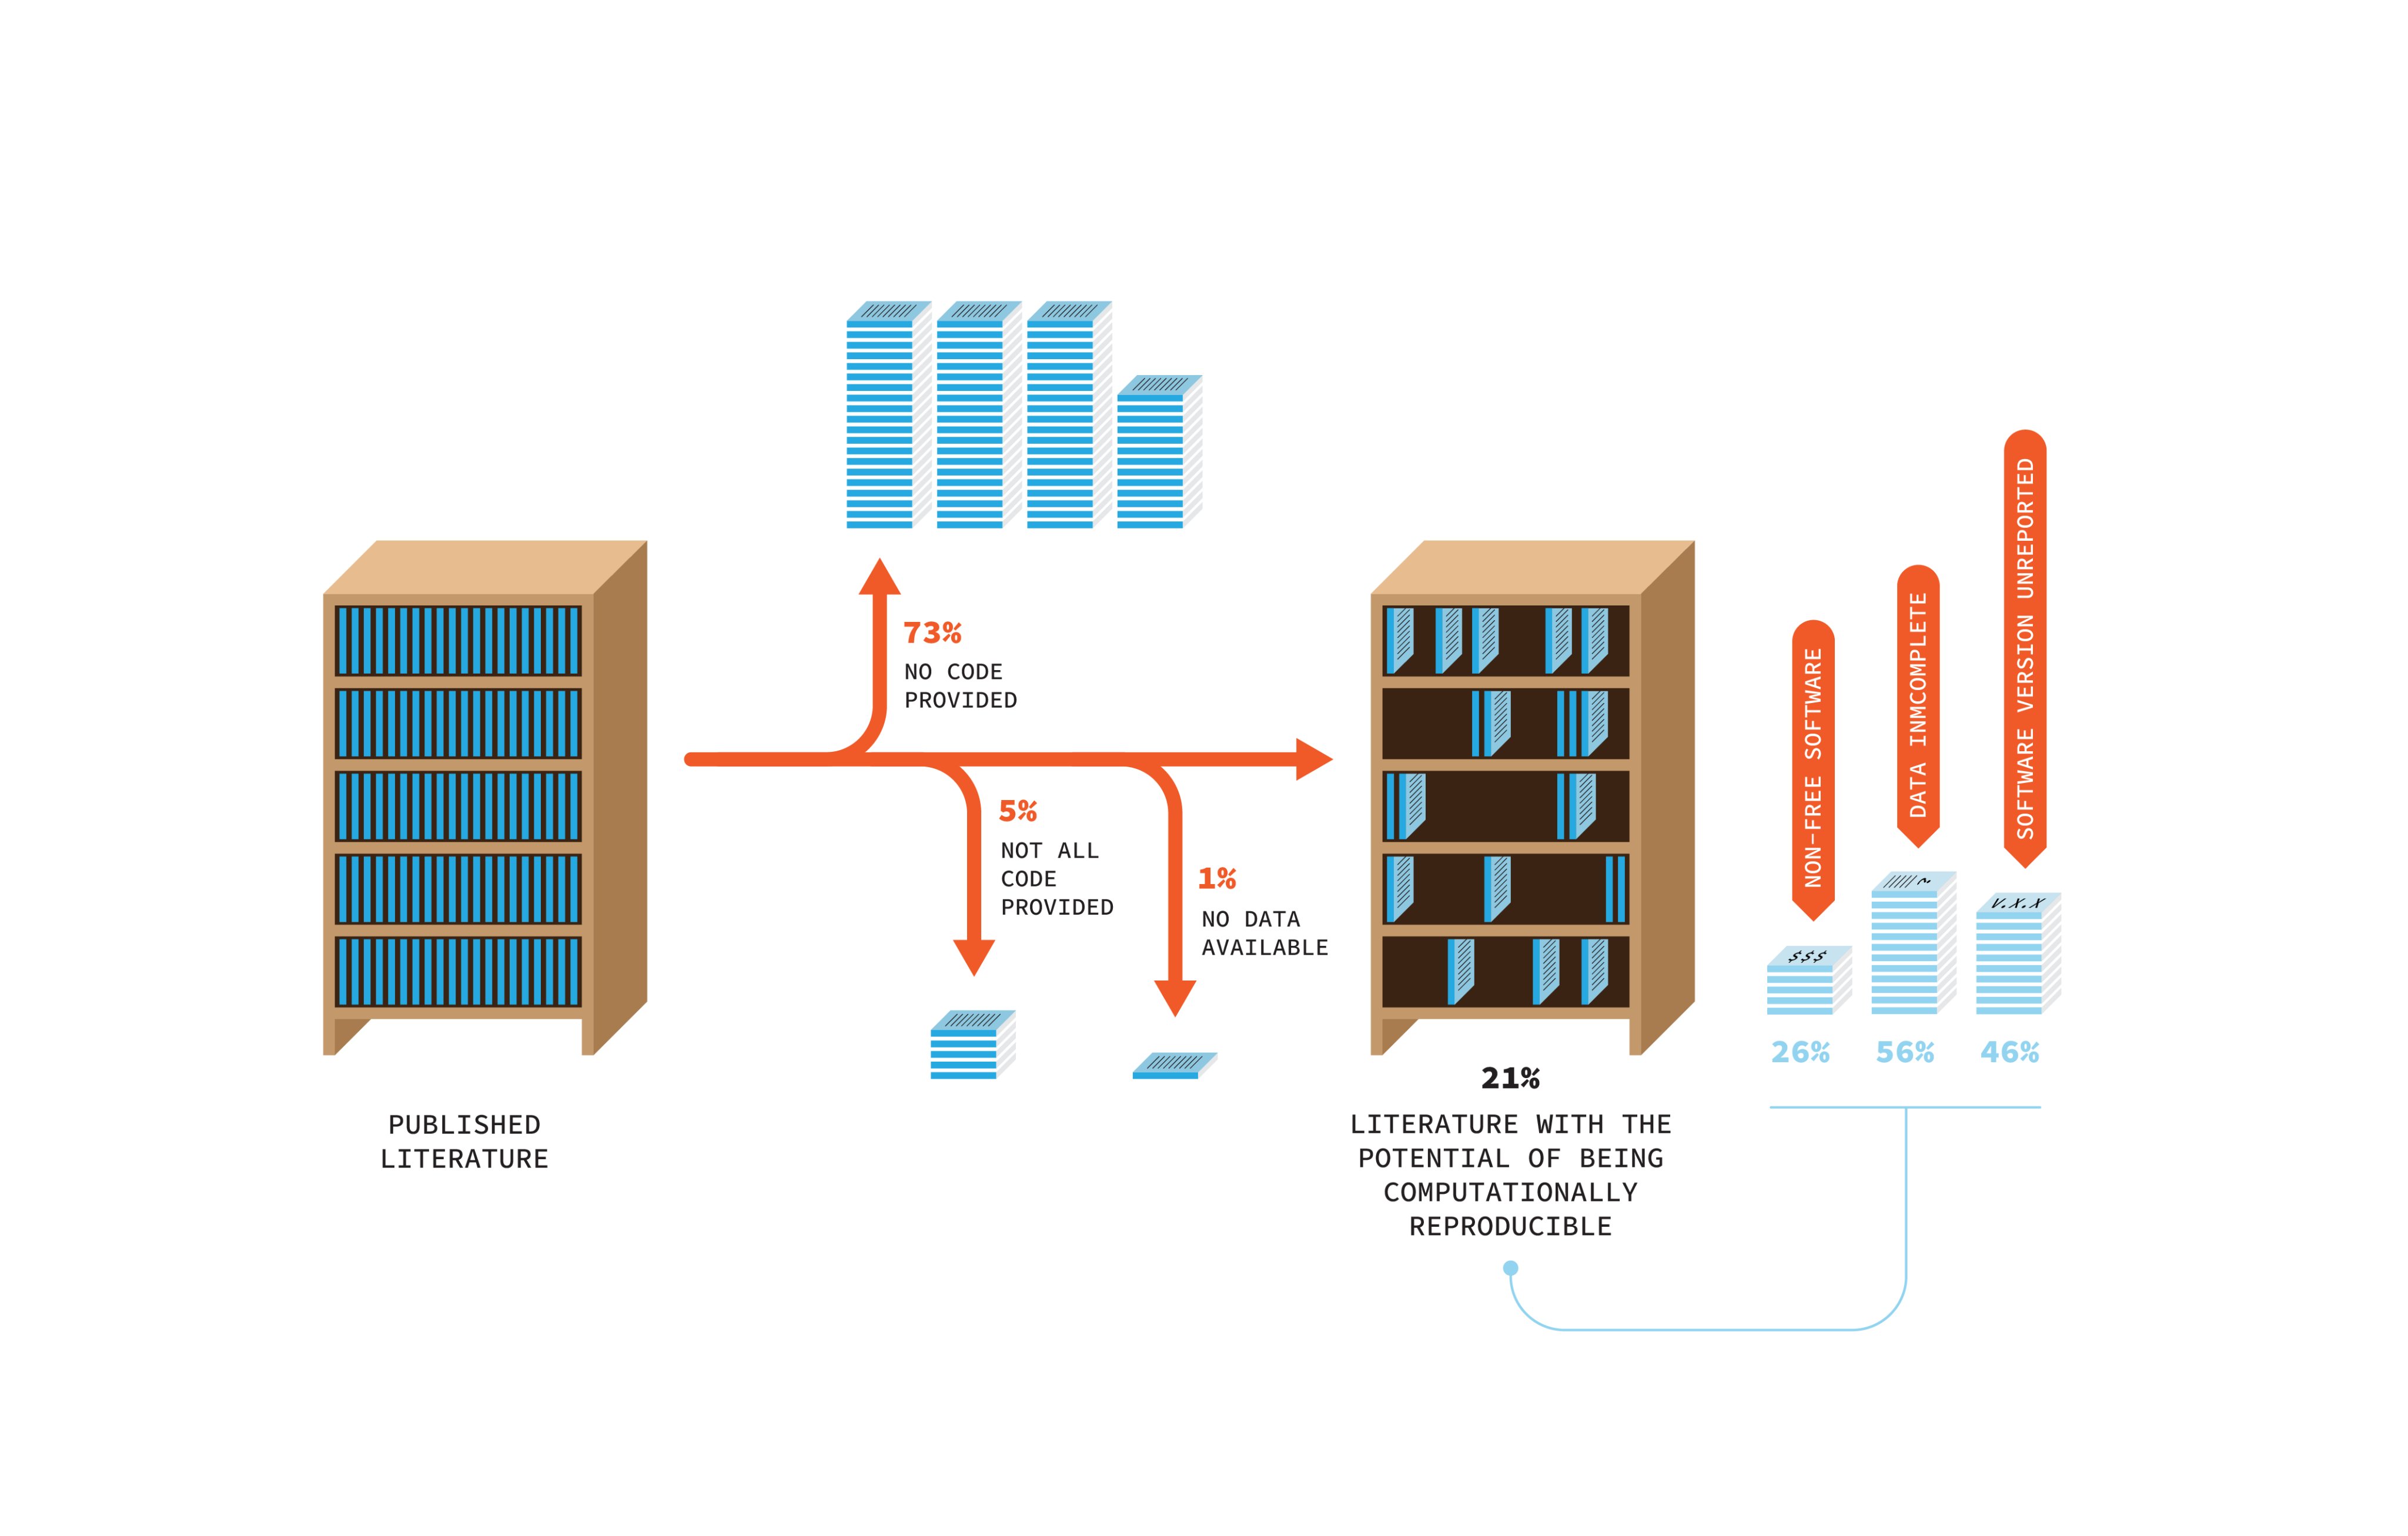 73%
NO CODE
PROVIDED
5%
NOT ALL
CODE
PROVIDED
1%
NO DATA
AVAILABLE
PUBLISHED
LITERATURE
21%
LITERATURE WITH THE
POTENTIAL OF BEING
COMPUTATIONALLY
REPRODUCIBLE
NON-FREE SOFTWARE
DATA INMCOMPLETE
SOFTWARE VERSION UNREPORTED
$$$
V.X.X
26%
56%
46%